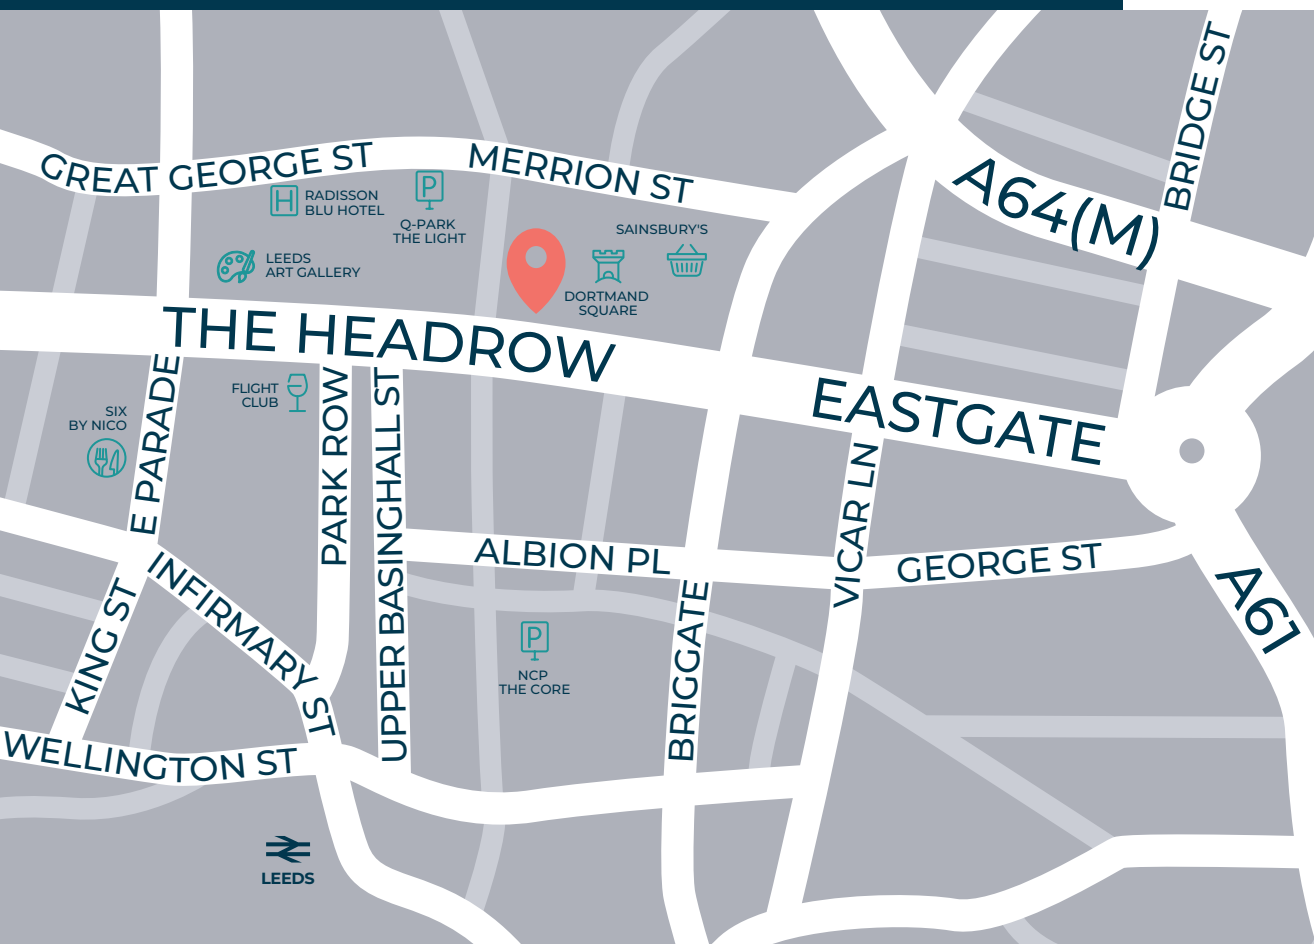 BRIDGE ST
GREAT GEORGE ST
MERRION ST
A64(M)
RADISSON
BLU HOTEL
Q-PARK
THE LIGHT
SAINSBURY'S
LEEDS
ART GALLERY
DORTMAND
SQUARE
THE HEADROW
EASTGATE
FLIGHT
CLUB
SIX
BY NICO
E PARADE
PARK ROW
UPPER BASINGHALL ST
VICAR LN
ALBION PL
GEORGE ST
A61
INFIRMARY ST
KING ST
BRIGGATE
NCP
THE CORE
WELLINGTON ST
LEEDS